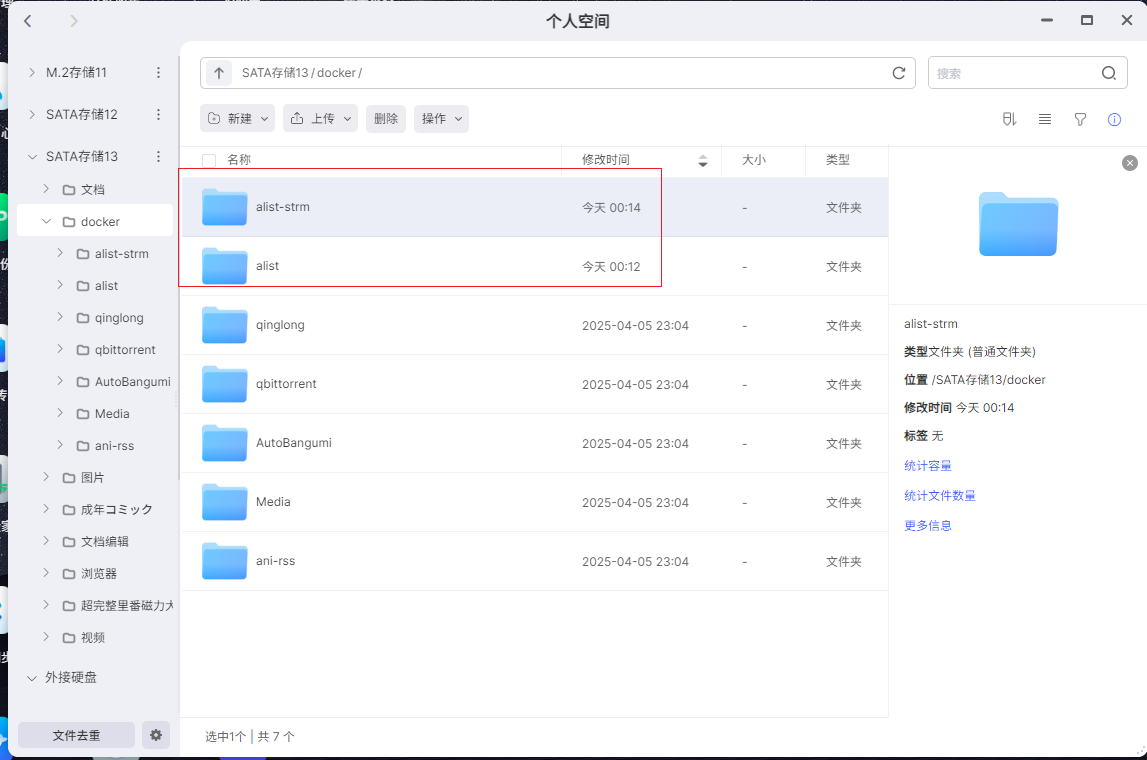 个人空间
M.2存储11
SATA存储12
SATA存储13
文档
docker
alist-strm
alist
qinglong
qbittorrent
AutoBangumi
Media
ani-rss
图片
成年コミック
文档编辑
浏览器
超完整里番磁力大
视频
外接硬盘
文件去重
SATA存储13 / docker /
搜索
新建 上传 删除 操作
名称 修改时间 大小 类型
alist-strm 今天 00:14 - 文件夹
alist 今天 00:12 - 文件夹
qinglong 2025-04-05 23:04 - 文件夹
qbittorrent 2025-04-05 23:04 - 文件夹
AutoBangumi 2025-04-05 23:04 - 文件夹
Media 2025-04-05 23:04 - 文件夹
ani-rss 2025-04-05 23:04 - 文件夹
选中1个 | 共 7 个
alist-strm
类型文件夹 (普通文件夹)
位置 /SATA存储13/docker
修改时间 今天 00:14
标签 无
统计容量
统计文件数量
更多信息